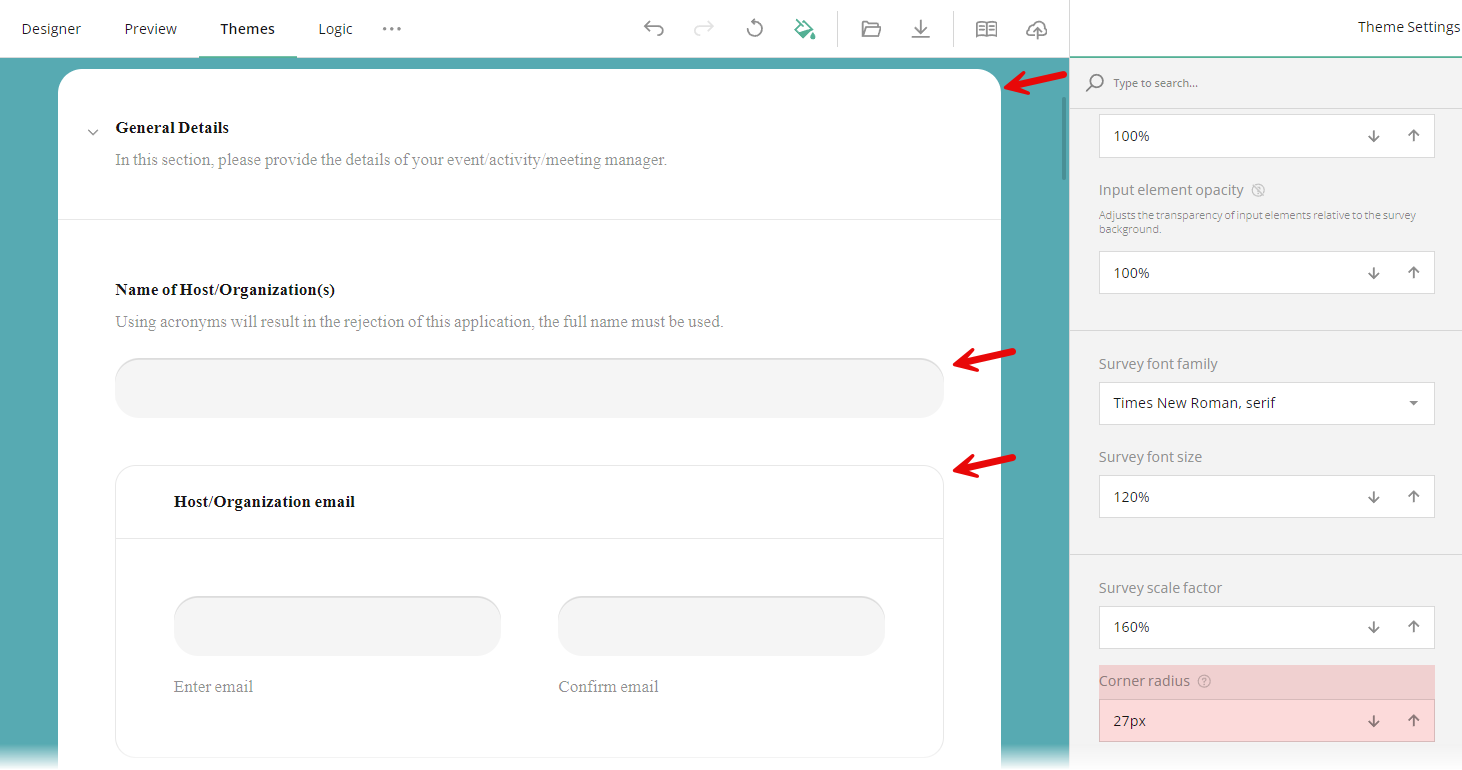 Designer Preview Themes Logic ••• Theme Settings
Type to search...
General Details
In this section, please provide the details of your event/activity/meeting manager.
Name of Host/Organization(s)
Using acronyms will result in the rejection of this application, the full name must be used.
Host/Organization email
Enter email Confirm email
100%
Input element opacity
Adjusts the transparency of input elements relative to the survey
background.
100%
Survey font family
Times New Roman, serif
Survey font size
120%
Survey scale factor
160%
Corner radius ?
27px